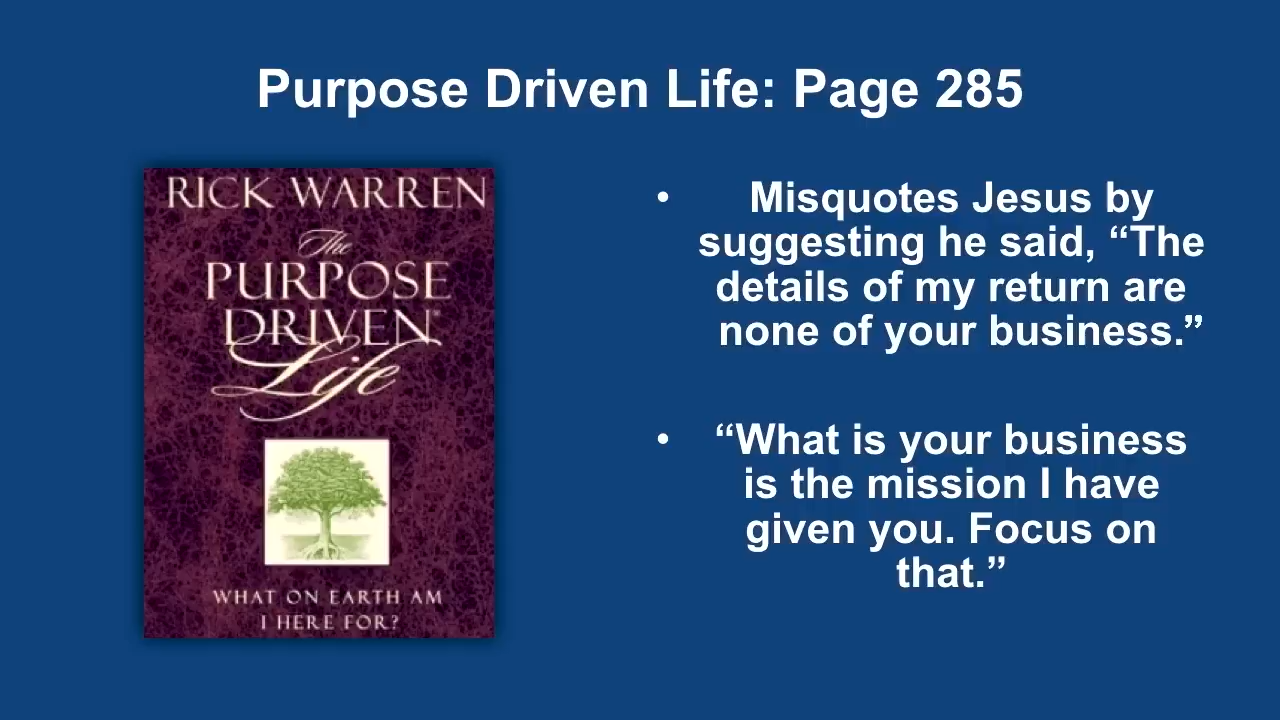 Purpose Driven Life: Page 285
RICK WARREN
The
PURPOSE
DRIVEN®
Life
WHAT ON EARTH AM
I HERE FOR?
• Misquotes Jesus by
suggesting he said, “The
details of my return are
none of your business.”
• “What is your business
is the mission I have
given you. Focus on
that.”